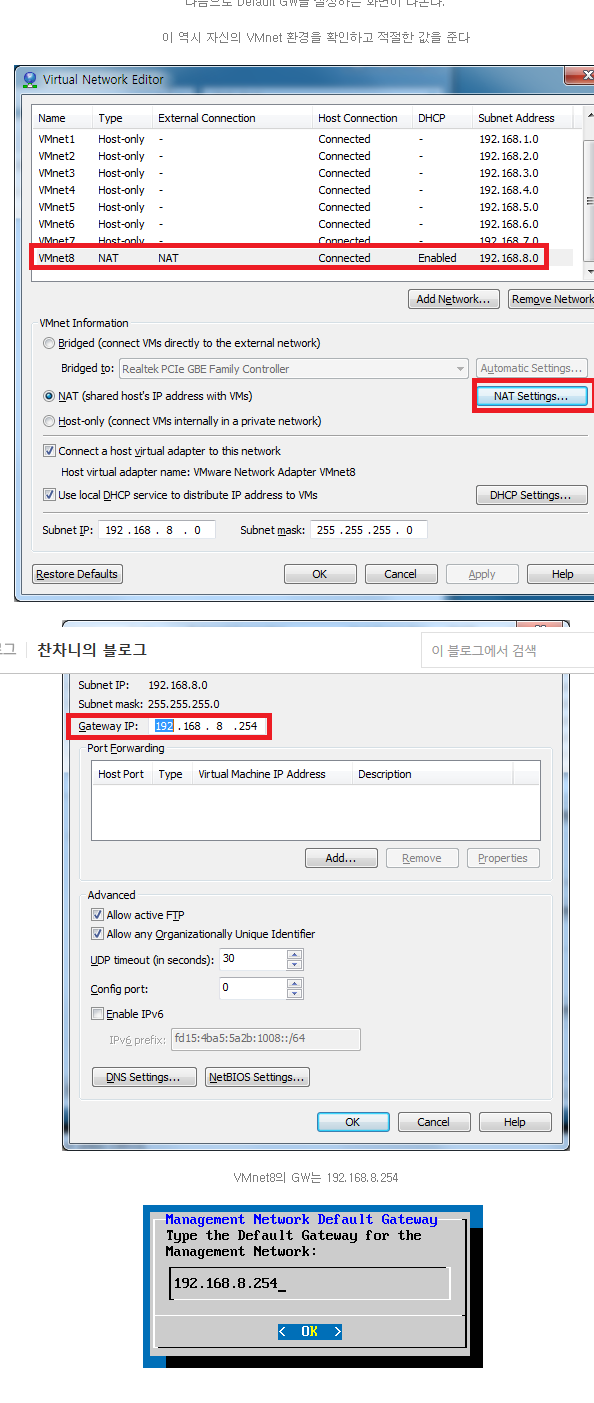 다음으로 Default GW을 설정하는 화면이 나온다.
이 역시 자신의 VMnet 환경을 확인하고 적절한 값을 준다
Virtual Network Editor
Name Type External Connection Host Connection DHCP Subnet Address
VMnet1 Host-only - Connected - 192.168.1.0
VMnet2 Host-only - Connected - 192.168.2.0
VMnet3 Host-only - Connected - 192.168.3.0
VMnet4 Host-only - Connected - 192.168.4.0
VMnet5 Host-only - Connected - 192.168.5.0
VMnet6 Host-only - Connected - 192.168.6.0
VMnet7 Host-only - Connected - 192.168.7.0
VMnet8 NAT NAT Connected Enabled 192.168.8.0
Add Network... Remove Network
VMnet Information
Bridged (connect VMs directly to the external network)
Bridged to: Realtek PCIe GBE Family Controller Automatic Settings...
NAT (shared host's IP address with VMs) NAT Settings...
Host-only (connect VMs internally in a private network)
Connect a host virtual adapter to this network
Host virtual adapter name: VMware Network Adapter VMnet8
Use local DHCP service to distribute IP address to VMs DHCP Settings...
Subnet IP: 192 . 168 . 8 . 0 Subnet mask: 255 . 255 . 255 . 0
Restore Defaults OK Cancel Apply Help
찬차니의 블로그 이 블로그에서 검색
Subnet IP: 192.168.8.0
Subnet mask: 255.255.255.0
Gateway IP: 192 . 168 . 8 . 254
Port Forwarding
Host Port Type Virtual Machine IP Address Description
Add... Remove Properties
Advanced
Allow active FTP
Allow any Organizationally Unique Identifier
UDP timeout (in seconds): 30
Config port: 0
Enable IPv6
IPv6 prefix: fd15:4ba5:5a2b:1008::/64
DNS Settings... NetBIOS Settings...
OK Cancel Help
VMnet8의 GW는 192.168.8.254
Management Network Default Gateway
Type the Default Gateway for the
Management Network:
192.168.8.254_
< OK >